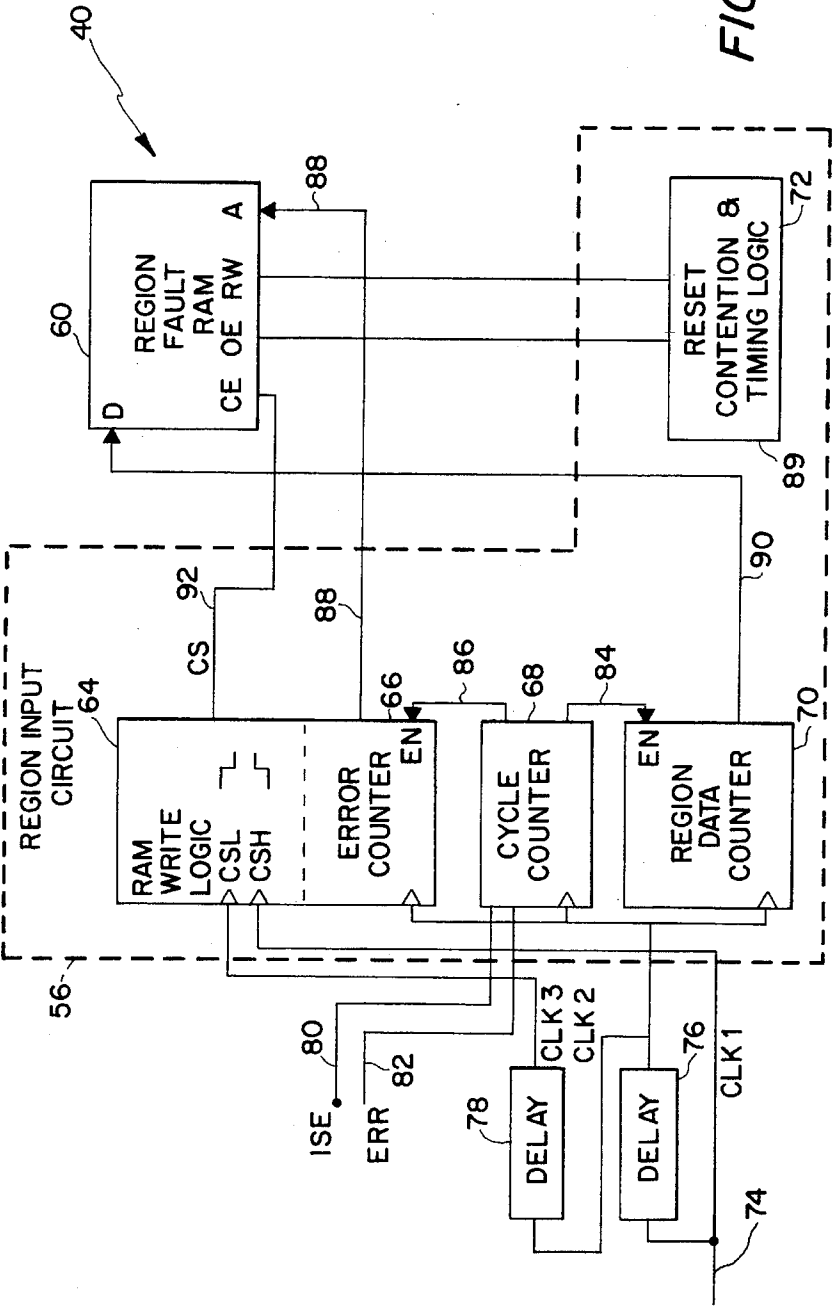 FIG
40
60
D
REGION
FAULT
RAM
CE OE RW A
88
REGION INPUT
CIRCUIT
64
RAM
WRITE
LOGIC
CSL
CSH
CS
92
88
ERROR
COUNTER
66
EN
86
CYCLE
COUNTER
68
84
EN
REGION
DATA
COUNTER
70
90
RESET
CONTENTION &
TIMING LOGIC
72
89
56
ISE
80
ERR
82
78
DELAY
CLK 3
CLK 2
DELAY
76
CLK 1
74